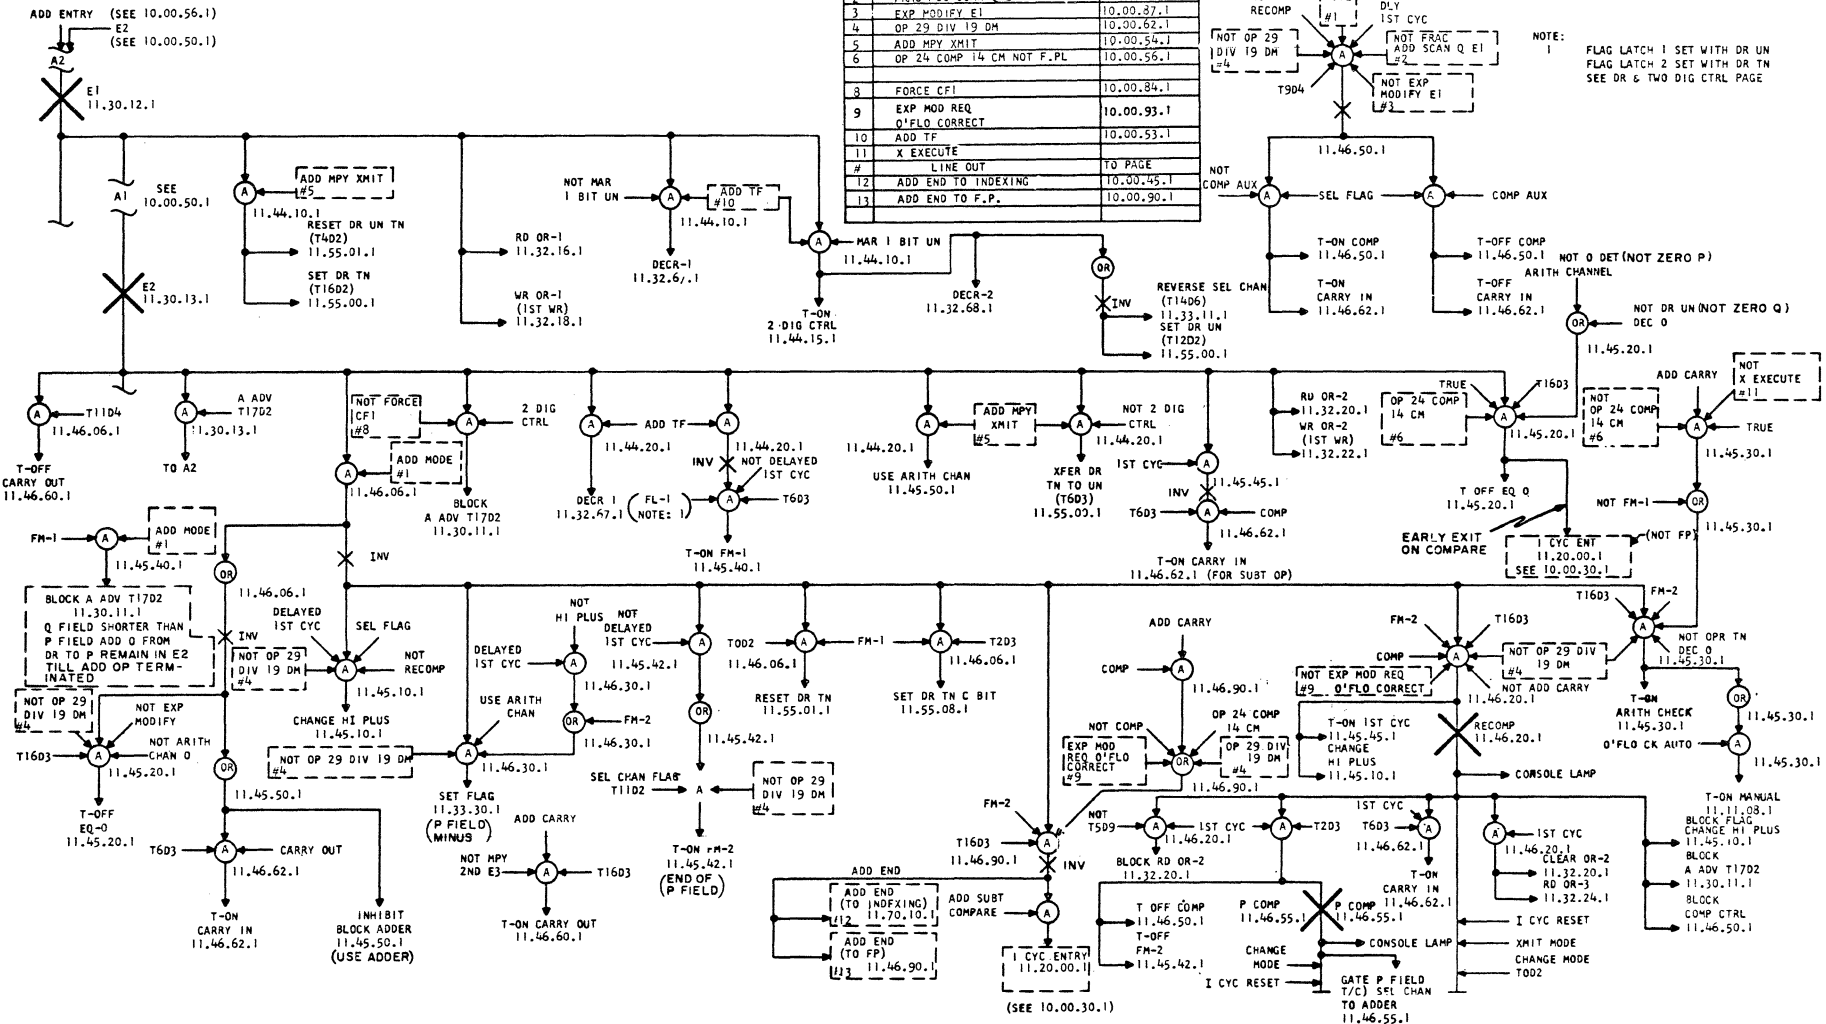 ADD ENTRY (SEE 10.00.56.1)
E2
(SEE 10.00.50.1)
A2
E1
11.30.12.1
A1
SEE
10.00.50.1
E2
11.30.13.1
A
ADD MPY XMIT
#5
11.44.10.1
RESET DR UN TN
(T4D2)
11.55.01.1
SET DR TN
(T16D2)
11.55.00.1
RD OR-1
11.32.16.1
WR OR-1
(1ST WR)
11.32.18.1
NOT MAR
1 BIT UN
A
ADD TF
#10
11.44.10.1
DECR-1
A
MAR 1 BIT UN
11.44.10.1
T-ON
2 DIG CTRL
11.44.15.1
DECR-2
11.32.68.1
OR
INV
REVERSE SEL CHAN
(T14D6)
11.33.11.1
SET DR UN
(T12D2)
11.55.00.1
3 EXP MODIFY E1 10.00.87.1
4 OP 29 DIV 19 DM 10.00.62.1
5 ADD MPY XMIT 10.00.54.1
6 OP 24 COMP 14 CM NOT F.PL 10.00.56.1
8 FORCE CF1 10.00.84.1
9 EXP MOD REQ
O'FLO CORRECT 10.00.93.1
10 ADD TF 10.00.53.1
11 X EXECUTE
# LINE OUT TO PAGE
12 ADD END TO INDEXING 10.00.45.1
13 ADD END TO F.P. 10.00.90.1
RECOMP
#1
DLY
1ST CYC
NOT OP 29
DIV 19 DM
#4
A
NOT FRAC
ADD SCAN Q E1
#2
NOT EXP
MODIFY E1
#3
T9D4
11.46.50.1
NOTE:
1
FLAG LATCH 1 SET WITH DR UN
FLAG LATCH 2 SET WITH DR TN
SEE DR & TWO DIG CTRL PAGE
NOT
COMP AUX
A
SEL FLAG
A
COMP AUX
T-ON COMP
11.46.50.1
T-ON
CARRY IN
11.46.62.1
T-OFF COMP
11.46.50.1
T-OFF
CARRY IN
11.46.62.1
NOT 0 DET(NOT ZERO P)
ARITH CHANNEL
OR
NOT DR UN(NOT ZERO Q)
DEC 0
11.45.20.1
A
T11D4
11.46.06.1
T-OFF
CARRY OUT
11.46.60.1
A ADV
T17D2
A
11.30.13.1
TO A2
NOT FORCE
CF1
#8
A
2 DIG
CTRL
ADD MODE
#1
A
11.46.06.1
BLOCK
A ADV T17D2
11.30.11.1
A
ADD TF
A
11.44.20.1
11.44.20.1
INV
NOT DELAYED
1ST CYC
DECR 1
11.32.67.1
(FL-1
NOTE: 1)
A
T6D3
T-ON FM-1
11.45.40.1
A
ADD MPY
XMIT
#5
A
NOT 2 DIG
CTRL
11.44.20.1
11.44.20.1
USE ARITH CHAN
11.45.50.1
XFER DR
TN TO UN
(T6D3)
11.55.00.1
1ST CYC
A
11.45.45.1
INV
T6D3
A
COMP
11.46.62.1
T-ON CARRY IN
11.46.62.1 (FOR SUBT OP)
RD OR-2
11.32.20.1
WR OR-2
(1ST WR)
11.32.22.1
TRUE
T16D3
OP 24 COMP
14 CM
#6
A
11.45.20.1
T OFF EQ 0
11.45.20.1
EARLY EXIT
ON COMPARE
1 CYC ENT
11.20.00.1
SEE 10.00.30.1
(NOT FP)
ADD CARRY
NOT
X EXECUTE
#11
NOT
OP 24 COMP
14 CM
#6
A
TRUE
11.45.30.1
NOT FM-1
OR
11.45.30.1
FM-1
A
ADD MODE
#1
11.45.40.1
BLOCK A ADV T17D2
11.30.11.1
Q FIELD SHORTER THAN
P FIELD ADD 0 FROM
DR TO P REMAIN IN E2
TILL ADD OP TERM-
INATED
OR
11.46.06.1
INV
INV
DELAYED
1ST CYC
SEL FLAG
NOT OP 29
DIV 19 DM
#4
A
NOT
RECOMP
11.45.10.1
CHANGE HI PLUS
11.45.10.1
NOT OP 29
DIV 19 DM
#4
NOT EXP
MODIFY
T16D3
A
NOT ARITH
CHAN 0
11.45.20.1
T-OFF
EQ-0
11.45.20.1
OR
11.45.50.1
T6D3
A
CARRY OUT
11.46.62.1
T-ON
CARRY IN
11.46.62.1
INHIBIT
BLOCK ADDER
11.45.50.1
(USE ADDER)
NOT
HI PLUS
DELAYED
1ST CYC
A
11.46.30.1
USE ARITH
CHAN
OR
FM-2
11.46.30.1
NOT OP 29 DIV 19 DM
#4
A
11.46.30.1
SET FLAG
11.33.30.1
(P FIELD)
MINUS
ADD CARRY
NOT MPY
2ND E3
A
T16D3
T-ON CARRY OUT
11.46.60.1
NOT
DELAYED
1ST CYC
A
11.45.42.1
OR
11.45.42.1
SEL CHAN FLAG
T11D2
A
NOT OP 29
DIV 19 DM
#4
T-ON FM-2
11.45.42.1
(END OF
P FIELD)
T0D2
A
FM-1
A
T2D3
11.46.06.1
11.46.06.1
RESET DR TN
11.55.01.1
SET DR TN C BIT
11.55.08.1
ADD CARRY
COMP
A
11.46.90.1
NOT COMP
OP 24 COMP
14 CM
EXP MOD
REQ O'FLO
CORRECT
#9
OR
OP 29 DIV
19 DM
#4
11.46.90.1
FM-2
T16D3
A
11.46.90.1
INV
ADD END
ADD END
(TO INDFXING)
#12 11.70.10.1
ADD END
(TO FP)
#13 11.46.90.1
ADD SUBT
COMPARE
A
I CYC ENTRY
11.20.00.1
(SEE 10.00.30.1)
FM-2
T16D3
COMP
A
NOT OP 29 DIV
19 DM
#4
NOT EXP MOD REQ
#9 O'FLO CORRECT
NOT ADD CARRY
11.46.20.1
T-ON 1ST CYC
11.45.45.1
CHANGE
HI PLUS
11.45.10.1
RECOMP
11.46.20.1
CONSOLE LAMP
T16D3
FM-2
A
NOT OPR TN
DEC 0
11.45.30.1
T-ON
ARITH CHECK
11.55.30.1
OR
11.45.30.1
O'FLO CK AUTO
A
11.45.30.1
T-ON MANUAL
11.11.08.1
NOT
T5D9
A
1ST CYC
A
T2D3
11.46.20.1
BLOCK RD OR-2
11.32.20.1
1ST CYC
T6D3
A
T-ON
CARRY IN
11.46.62.1
A
1ST CYC
11.46.20.1
CLEAR OR-2
11.32.20.1
RD OR-3
11.32.24.1
BLOCK FLAG
CHANGE HI PLUS
11.45.10.1
BLOCK
A ADV T17D2
11.30.11.1
BLOCK
COMP CTRL
11.46.50.1
T OFF COMP
11.46.50.1
T-OFF
FM-2
11.45.42.1
P COMP
11.46.55.1
P COMP
11.46.55.1
CONSOLE LAMP
CHANGE
MODE
I CYC RESET
GATE P FIELD
T/C) SEL CHAN
TO ADDER
11.46.55.1
I CYC RESET
XMIT MODE
CHANGE MODE
T0D2